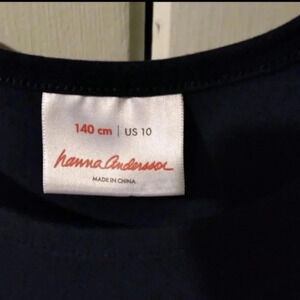 140 cm | US 10
hanna andersson
MADE IN CHINA